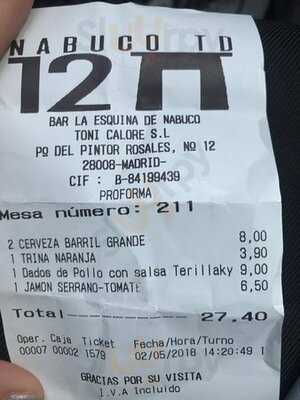 NABUCO TD
12
BAR LA ESQUINA DE NABUCO
TONI CALORE S.L
Pº DEL PINTOR ROSALES, Nº 12
28008-MADRID-
CIF : B-84199439
PROFORMA
Mesa número: 211
2 CERVEZA BARRIL GRANDE 8,00
1 TRINA NARANJA 3,90
1 Dados de Pollo con salsa Terillaky 9,00
1 JAMON SERRANO-TOMATE 6,50
Total 27,40
Oper. Caja Ticket Fecha/Hora/Turno
00007 00002 1579 02/05/2018 14:20:49 1
GRACIAS POR SU VISITA
I.V.A Incluido